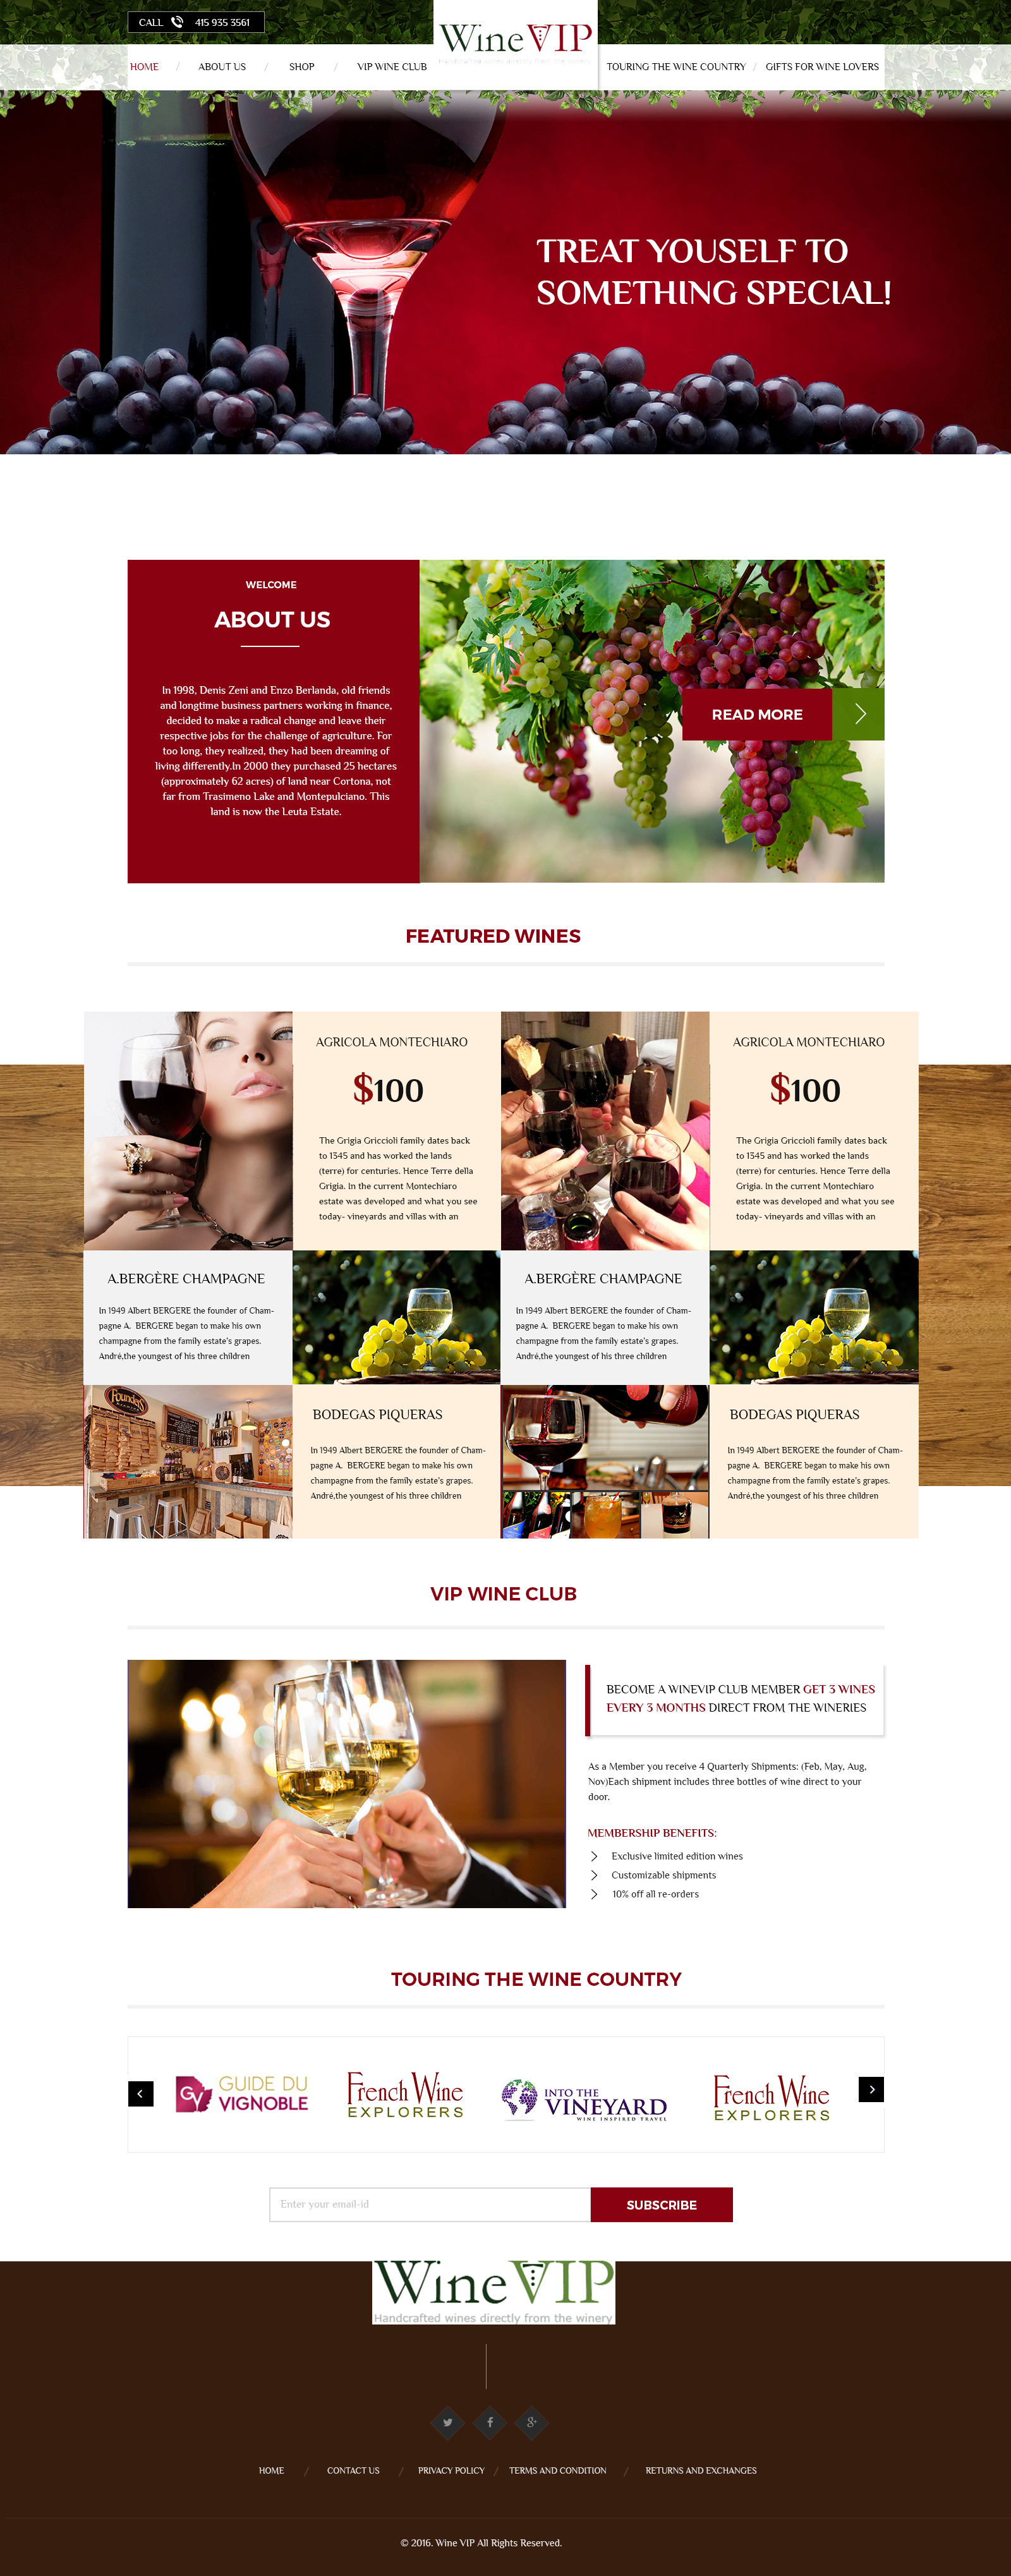 CALL 415 935 3561
WineVIP
HOME / ABOUT US / SHOP / VIP WINE CLUB
TOURING THE WINE COUNTRY / GIFTS FOR WINE LOVERS
TREAT YOUSELF TO
SOMETHING SPECIAL!
WELCOME
ABOUT US
In 1998, Denis Zeni and Enzo Berlanda, old friends
and longtime business partners working in finance,
decided to make a radical change and leave their
respective jobs for the challenge of agriculture. For
too long, they realized, they had been dreaming of
living differently.In 2000 they purchased 25 hectares
(approximately 62 acres) of land near Cortona, not
far from Trasimeno Lake and Montepulciano. This
land is now the Leuta Estate.
READ MORE
FEATURED WINES
AGRICOLA MONTECHIARO
$100
The Grigia Griccioli family dates back
to 1345 and has worked the lands
(terre) for centuries. Hence Terre della
Grigia. In the current Montechiaro
estate was developed and what you see
today- vineyards and villas with an
AGRICOLA MONTECHIARO
$100
The Grigia Griccioli family dates back
to 1345 and has worked the lands
(terre) for centuries. Hence Terre della
Grigia. In the current Montechiaro
estate was developed and what you see
today- vineyards and villas with an
A.BERGÈRE CHAMPAGNE
In 1949 Albert BERGERE the founder of Cham-
pagne A. BERGERE began to make his own
champagne from the family estate's grapes.
André,the youngest of his three children
A.BERGÈRE CHAMPAGNE
In 1949 Albert BERGERE the founder of Cham-
pagne A. BERGERE began to make his own
champagne from the family estate's grapes.
André,the youngest of his three children
Founders
BODEGAS PIQUERAS
In 1949 Albert BERGERE the founder of Cham-
pagne A. BERGERE began to make his own
champagne from the family estate's grapes.
André,the youngest of his three children
BODEGAS PIQUERAS
In 1949 Albert BERGERE the founder of Cham-
pagne A. BERGERE began to make his own
champagne from the family estate's grapes.
André,the youngest of his three children
VIP WINE CLUB
BECOME A WINEVIP CLUB MEMBER GET 3 WINES
EVERY 3 MONTHS DIRECT FROM THE WINERIES
As a Member you receive 4 Quarterly Shipments: (Feb, May, Aug,
Nov)Each shipment includes three bottles of wine direct to your
door.
MEMBERSHIP BENEFITS:
Exclusive limited edition wines
Customizable shipments
10% off all re-orders
TOURING THE WINE COUNTRY
GV GUIDE DU
VIGNOBLE
French Wine
EXPLORERS
INTO THE
VINEYARD
WINE INSPIRED TRAVEL
French Wine
EXPLORERS
Enter your email-id
SUBSCRIBE
WineVIP
Handcrafted wines directly from the winery
HOME / CONTACT US / PRIVACY POLICY / TERMS AND CONDITION / RETURNS AND EXCHANGES
© 2016. Wine VIP All Rights Reserved.